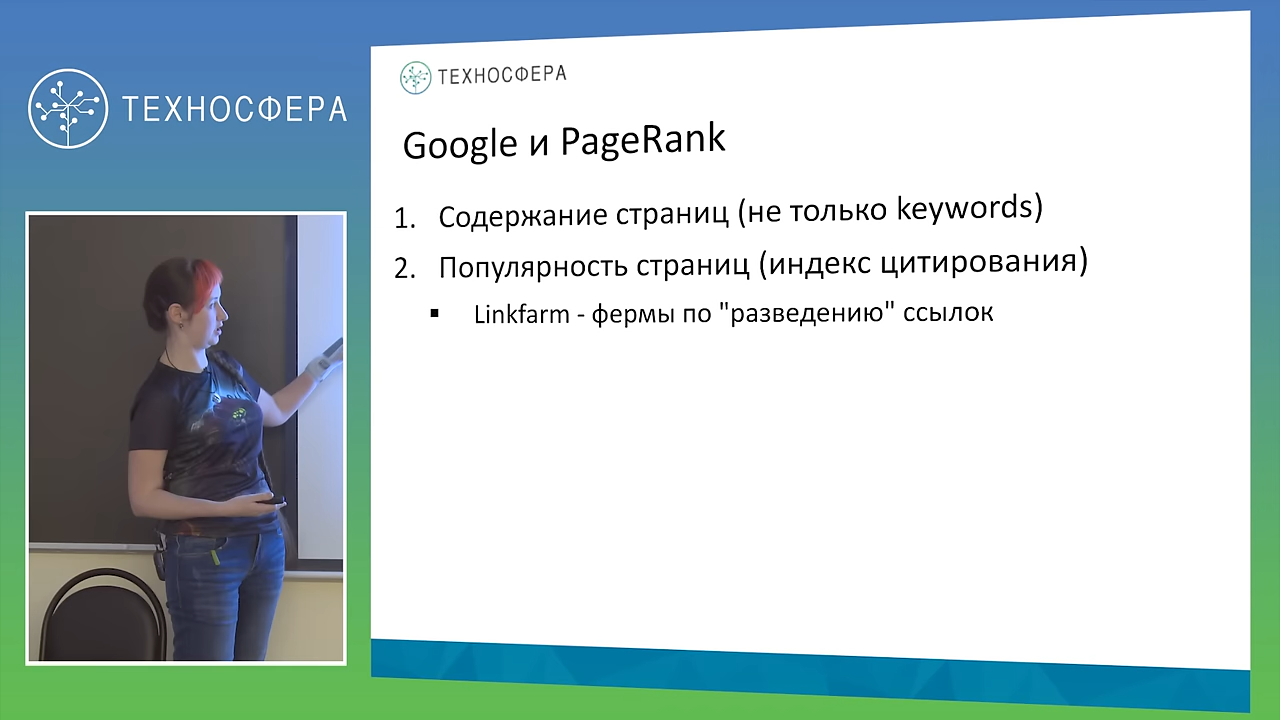 ТЕХНОСФЕРА
ТЕХНОСФЕРА
Google и PageRank
1. Содержание страниц (не только keywords)
2. Популярность страниц (индекс цитирования)
▪ Linkfarm - фермы по "разведению" ссылок